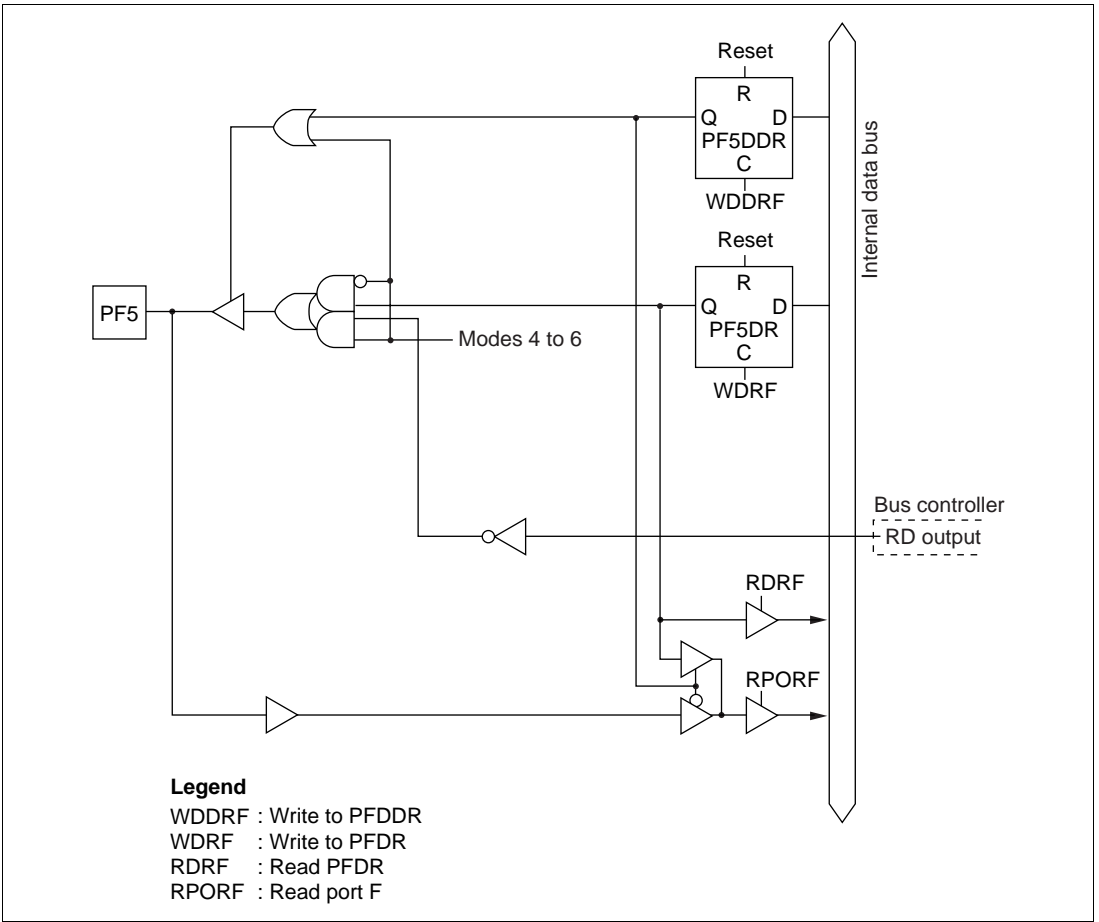 Reset
R
Q D
PF5DDR
C
WDDRF
Internal data bus
Reset
R
Q D
PF5DR
C
WDRF
PF5
Modes 4 to 6
Bus controller
RD output
RDRF
RPORF
Legend
WDDRF : Write to PFDDR
WDRF : Write to PFDR
RDRF : Read PFDR
RPORF : Read port F